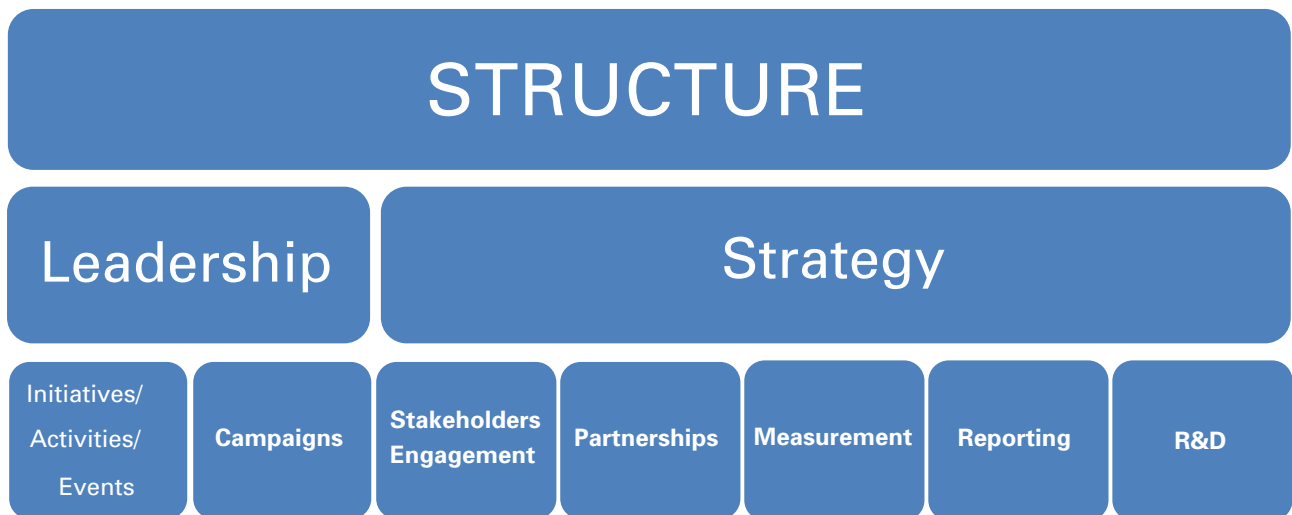 STRUCTURE
Leadership
Strategy
Initiatives/
Activities/
Events
Campaigns
Stakeholders
Engagement
Partnerships
Measurement
Reporting
R&D